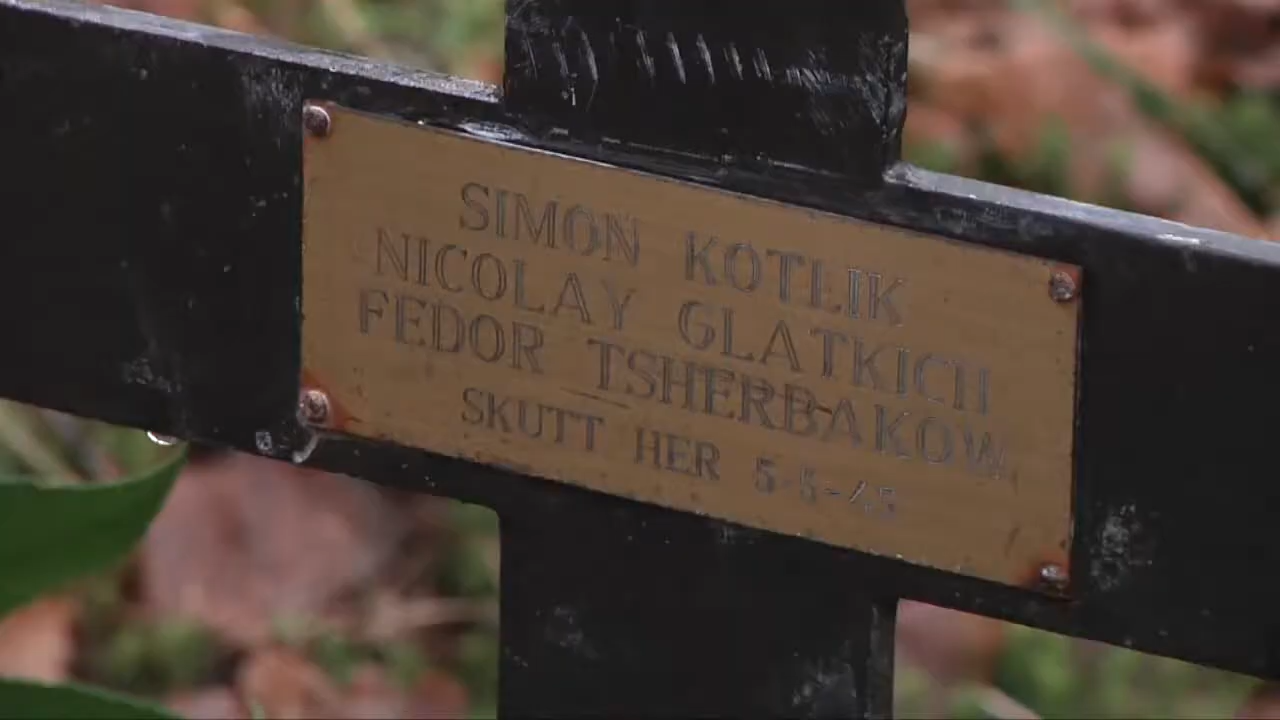 SIMON KOTLIK
NICOLAY GLATKICH
FEDOR TSHERBAKOW
SKUTT HER 5-5-45